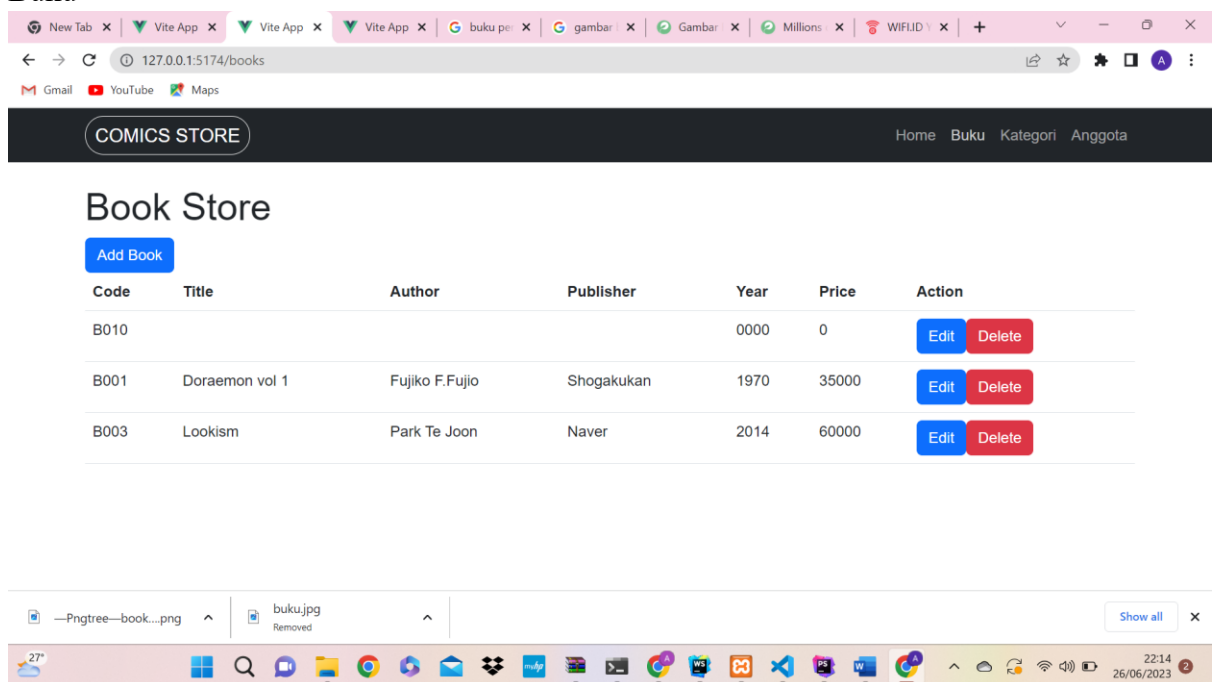 New Tab Vite App Vite App Vite App buku pe gambar Gambar Millions WIFI.ID
127.0.0.1:5174/books A
Gmail YouTube Maps
COMICS STORE Home Buku Kategori Anggota
Book Store
Add Book
Code Title Author Publisher Year Price Action
B010 0000 0 Edit Delete
B001 Doraemon vol 1 Fujiko F.Fujio Shogakukan 1970 35000 Edit Delete
B003 Lookism Park Te Joon Naver 2014 60000 Edit Delete
—Pngtree—book....png buku.jpg Show all
Removed
27° 22:14
26/06/2023 2